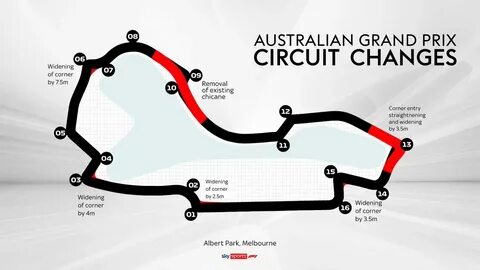 AUSTRALIAN GRAND PRIX
CIRCUIT CHANGES
08
06
Widening
of corner
by 7.5m
07
09
10
Removal
of existing
chicane
12
11
Corner entry
straightening
and widening
by 3.5m
13
05
04
03
Widening
of corner
by 4m
02
Widening
of corner
by 2.5m
01
15
14
16
Widening
of corner
by 3.5m
Albert Park, Melbourne
sky sports F1